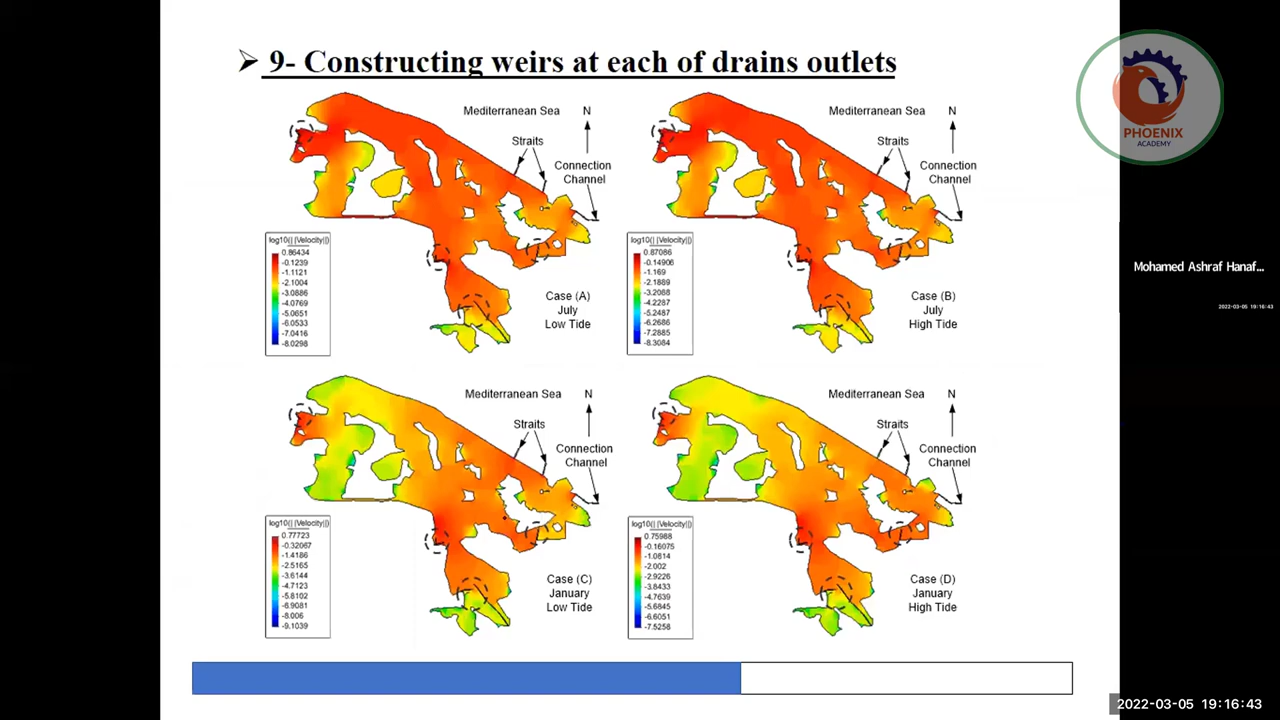 ➢ 9- Constructing weirs at each of drains outlets
Mediterranean Sea
N
Straits
Connection
Channel
log10(| |Velocity||)
0.86434
-0.1239
-1.1121
-2.1004
-3.0886
-4.0769
-5.0651
-6.0533
-7.0416
-8.0298
Case (A)
July
Low Tide
Mediterranean Sea
N
Straits
Connection
Channel
log10(| |Velocity||)
0.87086
-0.14906
-1.169
-2.1889
-3.2088
-4.2287
-5.2487
-6.2686
-7.2885
-8.3084
Case (B)
July
High Tide
Mediterranean Sea
N
Straits
Connection
Channel
log10(| |Velocity||)
0.77723
-0.32067
-1.4186
-2.5165
-3.6144
-4.7123
-5.8102
-6.9081
-8.006
-9.1039
Case (C)
January
Low Tide
Mediterranean Sea
N
Straits
Connection
Channel
log10(| |Velocity||)
0.75988
-0.16075
-1.0814
-2.002
-2.9226
-3.8433
-4.7639
-5.6845
-6.6051
-7.5258
Case (D)
January
High Tide
PHOENIX
ACADEMY
Mohamed Ashraf Hanaf...
2022-03-05 19:16:43
2022-03-05 19:16:43